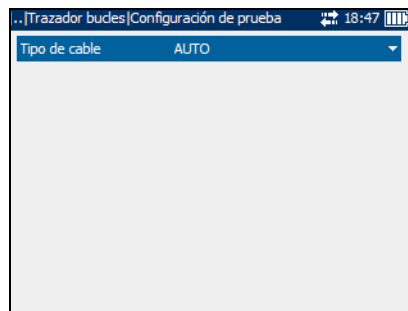 ..|Trazador bucles|Configuración de prueba 18:47
Tipo de cable AUTO